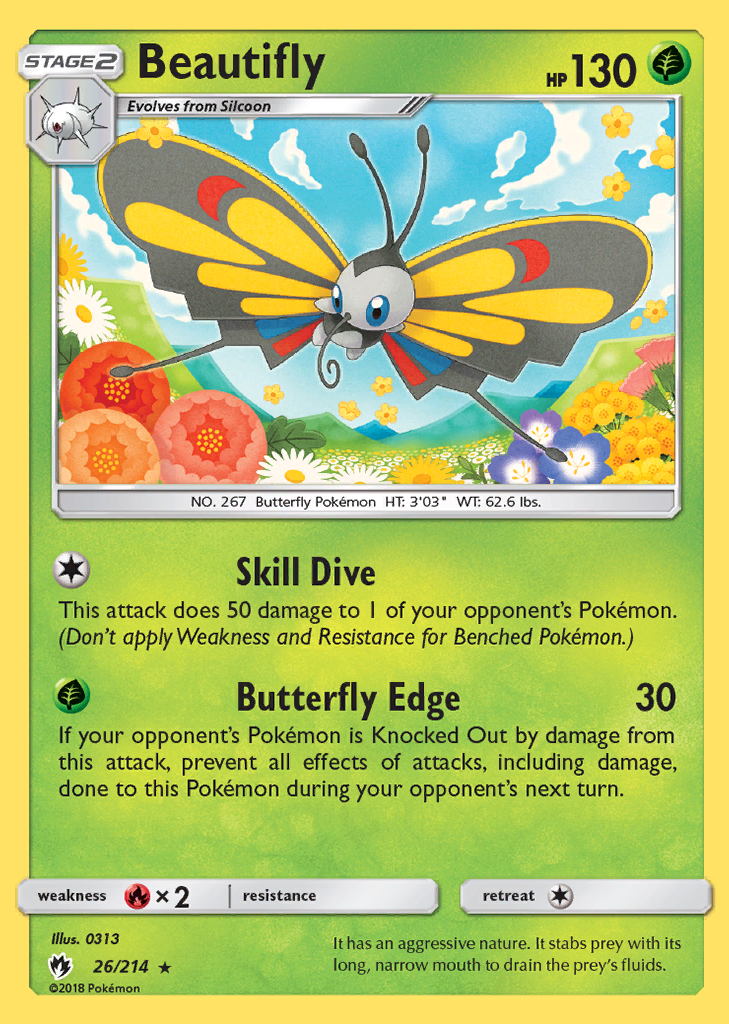 STAGE2
Beautifly
HP 130
Evolves from Silcoon
NO. 267 Butterfly Pokémon HT: 3'03" WT: 62.6 lbs.
Skill Dive
This attack does 50 damage to 1 of your opponent's Pokémon.
(Don't apply Weakness and Resistance for Benched Pokémon.)
Butterfly Edge 30
If your opponent's Pokémon is Knocked Out by damage from
this attack, prevent all effects of attacks, including damage,
done to this Pokémon during your opponent's next turn.
weakness ×2 resistance retreat
Illus. 0313
26/214 ★
©2018 Pokémon
It has an aggressive nature. It stabs prey with its
long, narrow mouth to drain the prey's fluids.